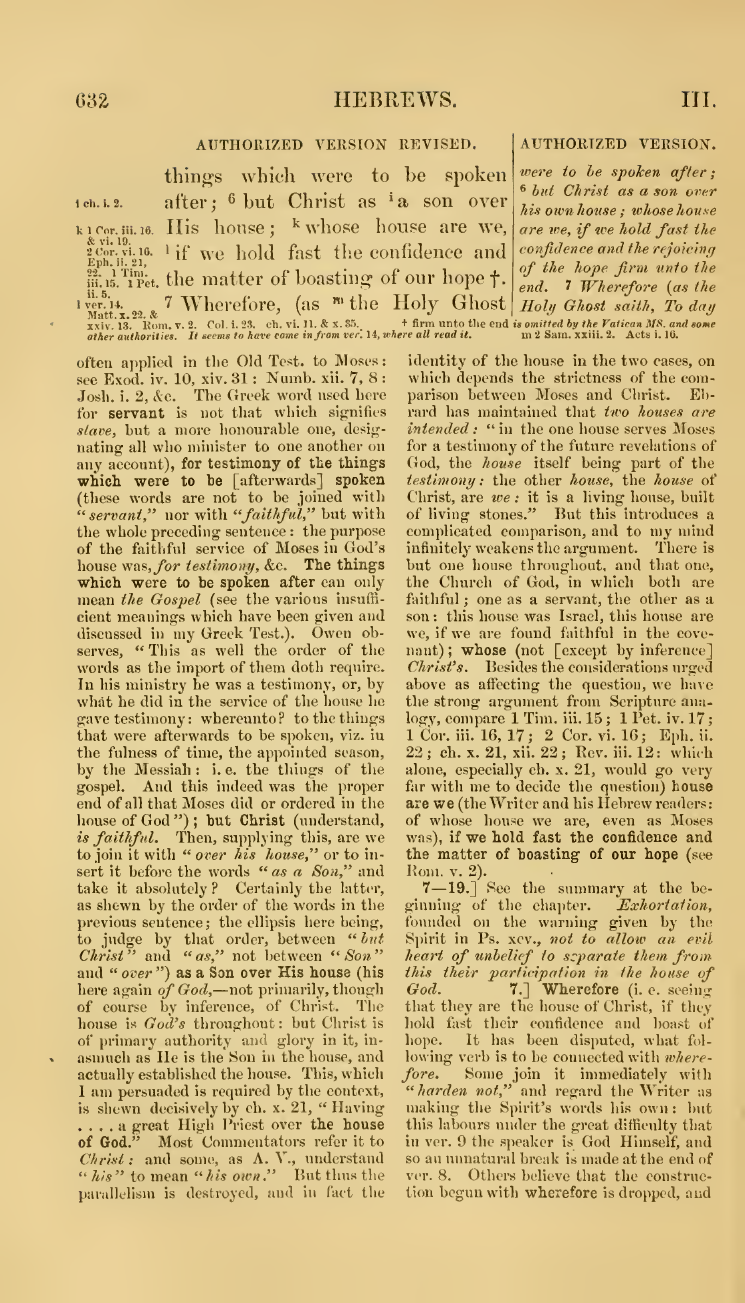 632
HEBREWS.
III.
AUTHORIZED VERSION REVISED.
things which were to be spoken
after; 6 but Christ as i a son over
His house; k whose house are we,
l if we hold fast the confidence and
the matter of boasting of our hope †.
7 Wherefore, (as m the Holy Ghost
i ch. i. 2.
k 1 Cor. iii. 16.
& vi. 19.
2 Cor. vi. 16.
Eph. ii. 21,
22. 1 Tim.
iii. 15. 1 Pet.
ii. 5.
l ver. 14.
Matt. x. 22. &
xxiv. 13. Rom. v. 2. Col. i. 23. ch. vi. 11. & x. 35.
AUTHORIZED VERSION.
were to be spoken after;
6 but Christ as a son over
his own house; whose house
are we, if we hold fast the
confidence and the rejoicing
of the hope firm unto the
end. 7 Wherefore (as the
Holy Ghost saith, To day
† firm unto the end is omitted by the Vatican MS. and some
other authorities. It seems to have come in from ver. 14, where all read it.
m 2 Sam. xxiii. 2. Acts i. 16.
often applied in the Old Test. to Moses:
see Exod. iv. 10, xiv. 31: Numb. xii. 7, 8:
Josh. i. 2, &c. The Greek word used here
for servant is not that which signifies
slave, but a more honourable one, desig-
nating all who minister to one another on
any account), for testimony of the things
which were to be [afterwards] spoken
(these words are not to be joined with
"servant," nor with "faithful," but with
the whole preceding sentence: the purpose
of the faithful service of Moses in God's
house was, for testimony, &c. The things
which were to be spoken after can only
mean the Gospel (see the various insuffi-
cient meanings which have been given and
discussed in my Greek Test.). Owen ob-
serves, "This as well the order of the
words as the import of them doth require.
In his ministry he was a testimony, or, by
what he did in the service of the house he
gave testimony: whereunto? to the things
that were afterwards to be spoken, viz. in
the fulness of time, the appointed season,
by the Messiah: i. e. the things of the
gospel. And this indeed was the proper
end of all that Moses did or ordered in the
house of God"); but Christ (understand,
is faithful. Then, supplying this, are we
to join it with "over his house," or to in-
sert it before the words "as a Son," and
take it absolutely? Certainly the latter,
as shewn by the order of the words in the
previous sentence; the ellipsis here being,
to judge by that order, between "but
Christ" and "as," not between "Son"
and "over") as a Son over His house (his
here again of God,—not primarily, though
of course by inference, of Christ. The
house is God's throughout: but Christ is
of primary authority and glory in it, in-
asmuch as He is the Son in the house, and
actually established the house. This, which
I am persuaded is required by the context,
is shewn decisively by ch. x. 21, "Having
. . . . a great High Priest over the house
of God." Most Commentators refer it to
Christ: and some, as A. V., understand
"his" to mean "his own." But thus the
parallelism is destroyed, and in fact the
identity of the house in the two cases, on
which depends the strictness of the com-
parison between Moses and Christ. Eb-
rard has maintained that two houses are
intended: "in the one house serves Moses
for a testimony of the future revelations of
God, the house itself being part of the
testimony: the other house, the house of
Christ, are we: it is a living house, built
of living stones." But this introduces a
complicated comparison, and to my mind
infinitely weakens the argument. There is
but one house throughout, and that one,
the Church of God, in which both are
faithful; one as a servant, the other as a
son: this house was Israel, this house are
we, if we are found faithful in the cove-
nant); whose (not [except by inference]
Christ's. Besides the considerations urged
above as affecting the question, we have
the strong argument from Scripture ana-
logy, compare 1 Tim. iii. 15; 1 Pet. iv. 17;
1 Cor. iii. 16, 17; 2 Cor. vi. 16; Eph. ii.
22; ch. x. 21, xii. 22; Rev. iii. 12: which
alone, especially ch. x. 21, would go very
far with me to decide the question) house
are we (the Writer and his Hebrew readers:
of whose house we are, even as Moses
was), if we hold fast the confidence and
the matter of boasting of our hope (see
Rom. v. 2).
7—19.] See the summary at the be-
ginning of the chapter. Exhortation,
founded on the warning given by the
Spirit in Ps. xcv., not to allow an evil
heart of unbelief to separate them from
this their participation in the house of
God. 7.] Wherefore (i. e. seeing
that they are the house of Christ, if they
hold fast their confidence and boast of
hope. It has been disputed, what fol-
lowing verb is to be connected with where-
fore. Some join it immediately with
"harden not," and regard the Writer as
making the Spirit's words his own: but
this labours under the great difficulty that
in ver. 9 the speaker is God Himself, and
so an unnatural break is made at the end of
ver. 8. Others believe that the construc-
tion begun with wherefore is dropped, and